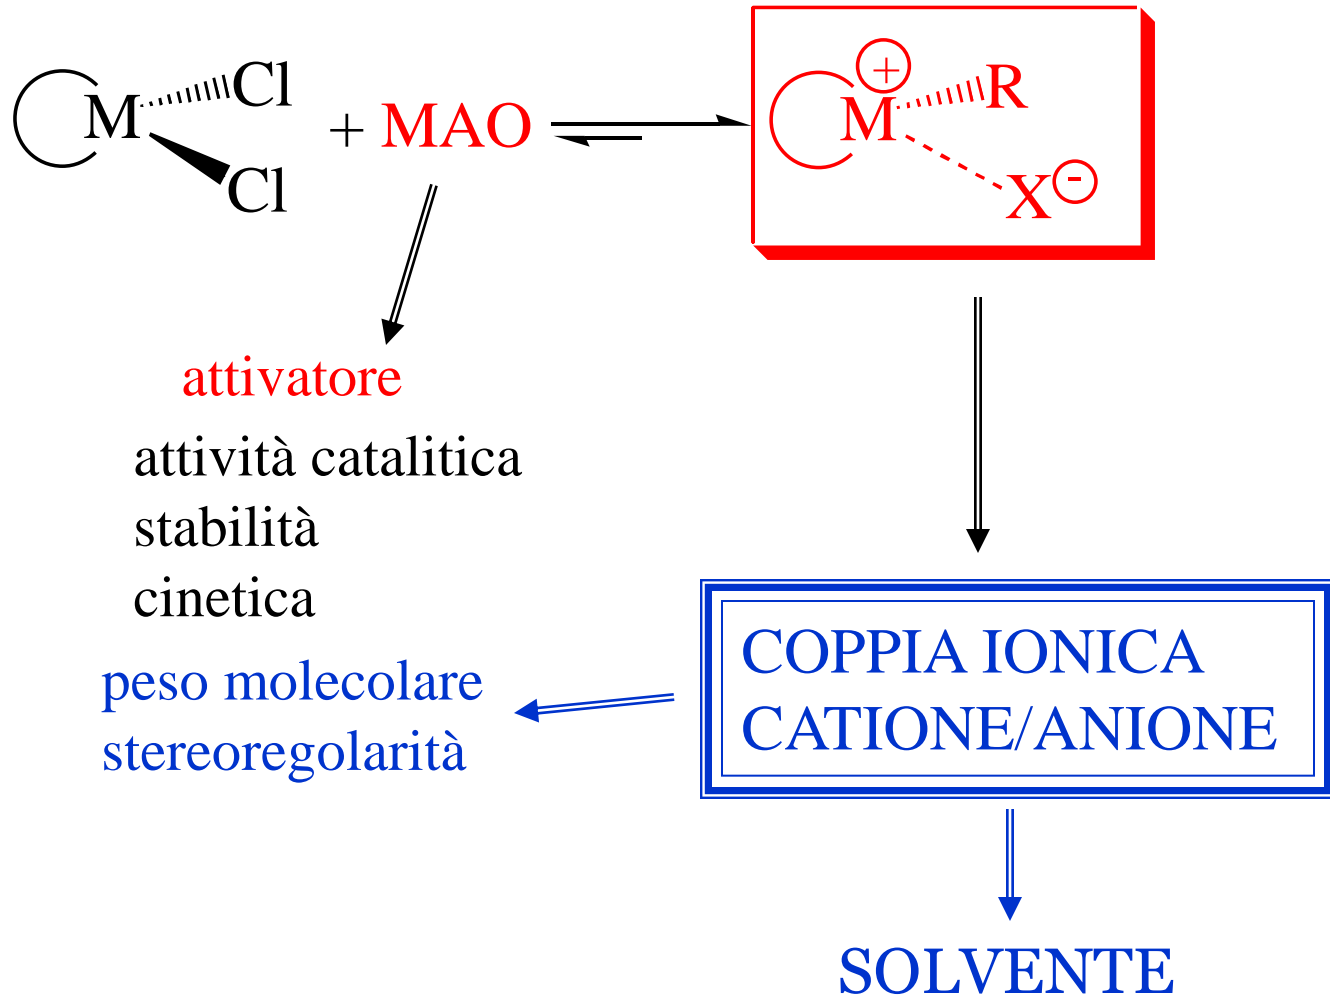 M Cl
Cl
+ MAO
M + R
X -
attivatore
attività catalitica
stabilità
cinetica
peso molecolare
stereoregolarità
COPPIA IONICA
CATIONE/ANIONE
SOLVENTE